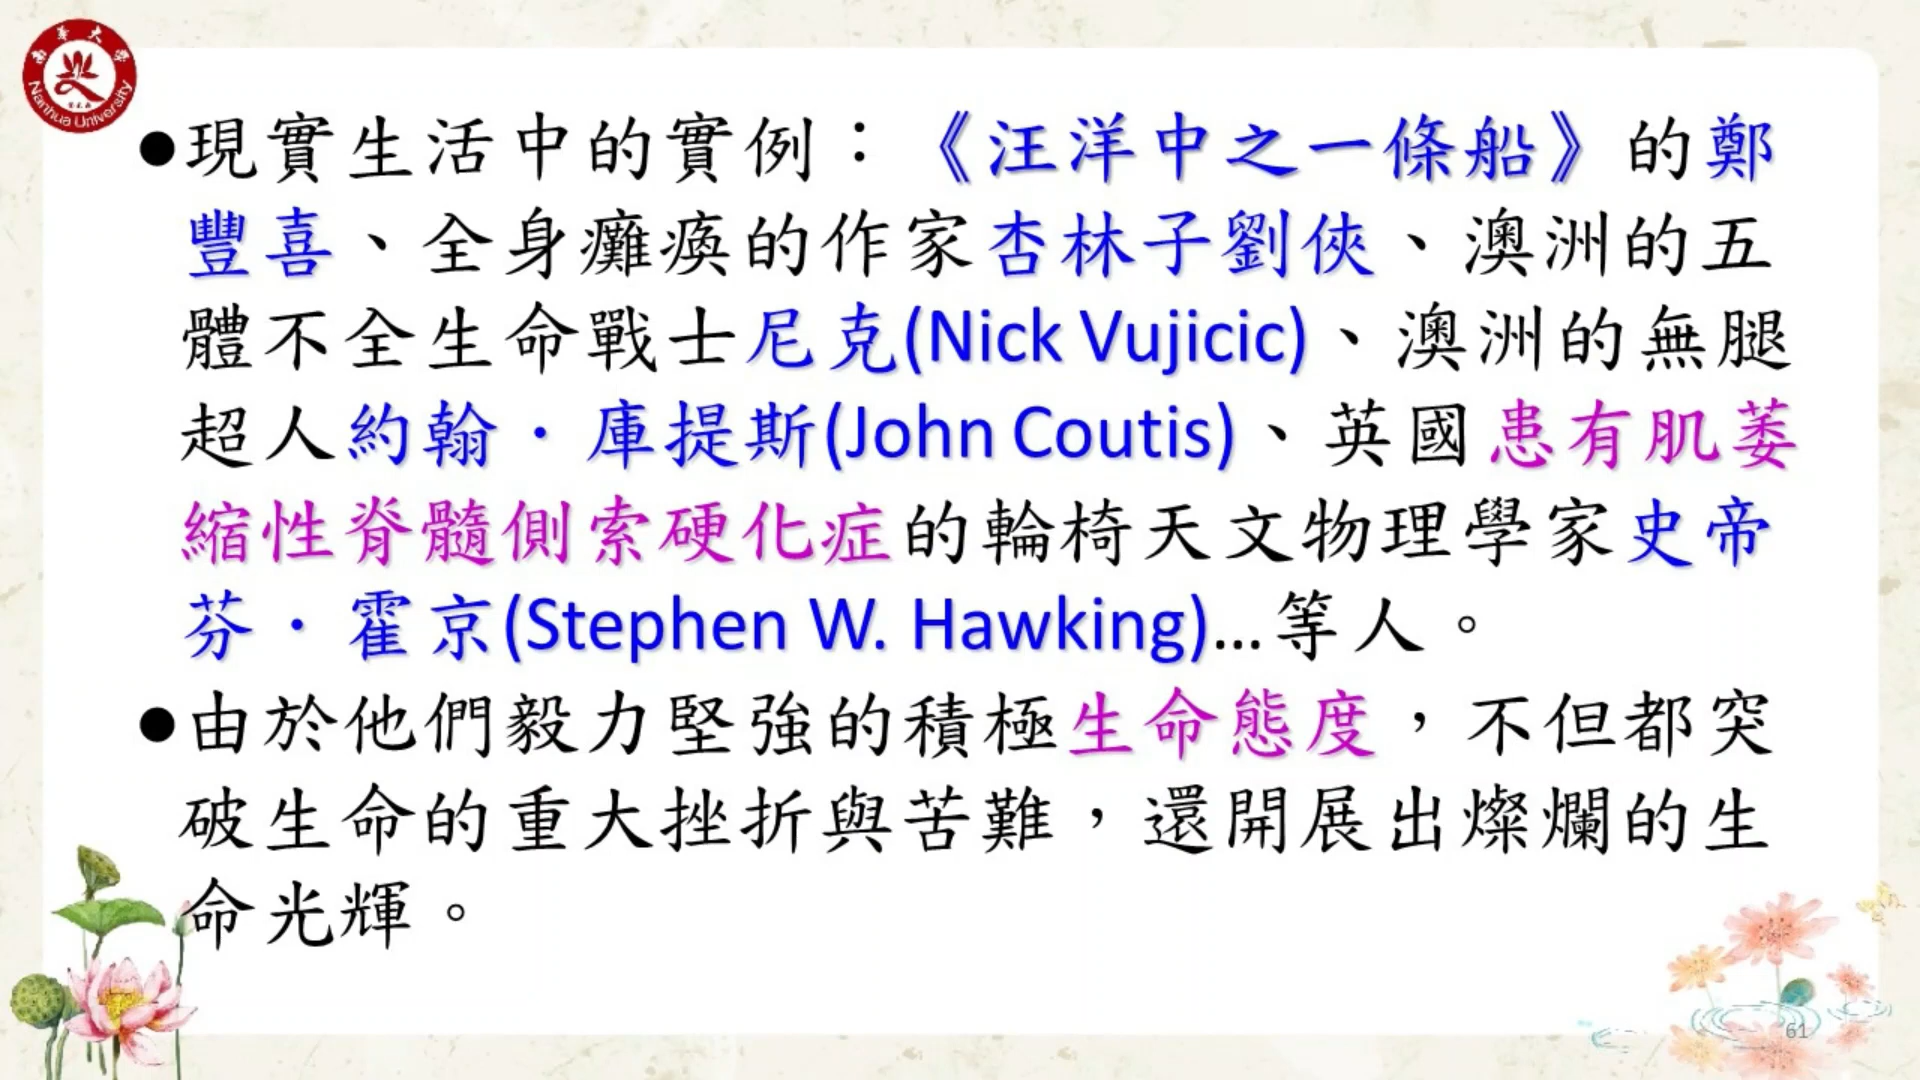 南華大學
Nanhua University
●現實生活中的實例：《汪洋中之一條船》的鄭
豐喜、全身癱瘓的作家杏林子劉俠、澳洲的五
體不全生命戰士尼克(Nick Vujicic)、澳洲的無腿
超人約翰．庫提斯(John Coutis)、英國患有肌萎
縮性脊髓側索硬化症的輪椅天文物理學家史帝
芬．霍京(Stephen W. Hawking)…等人。
●由於他們毅力堅強的積極生命態度，不但都突
破生命的重大挫折與苦難，還開展出燦爛的生
命光輝。
61